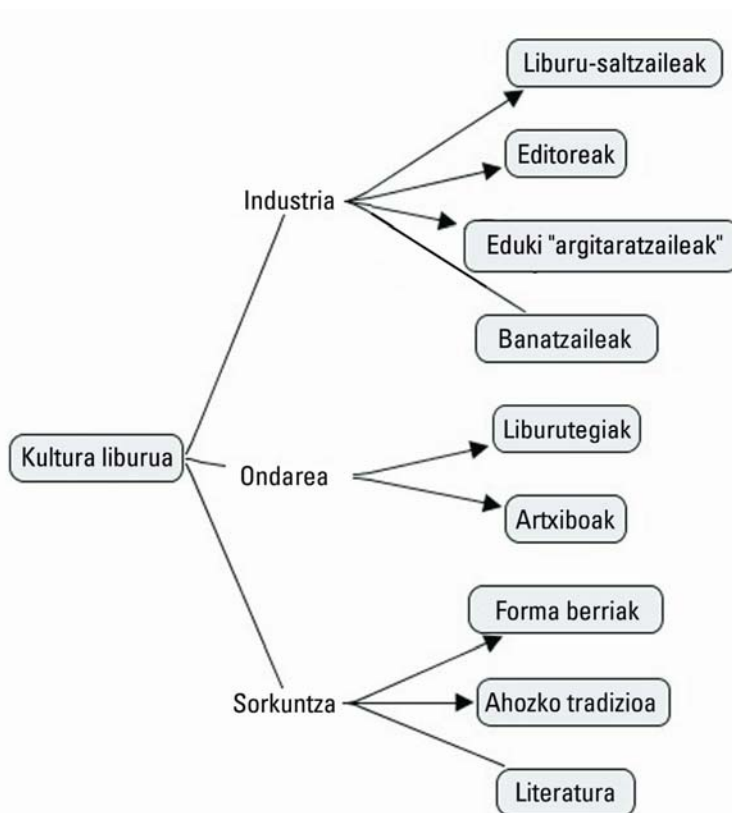 Liburu-saltzaileak
Editoreak
Industria
Eduki "argitaratzaileak"
Banatzaileak
Liburutegiak
Kultura liburua
Ondarea
Artxiboak
Forma berriak
Sorkuntza
Ahozko tradizioa
Literatura